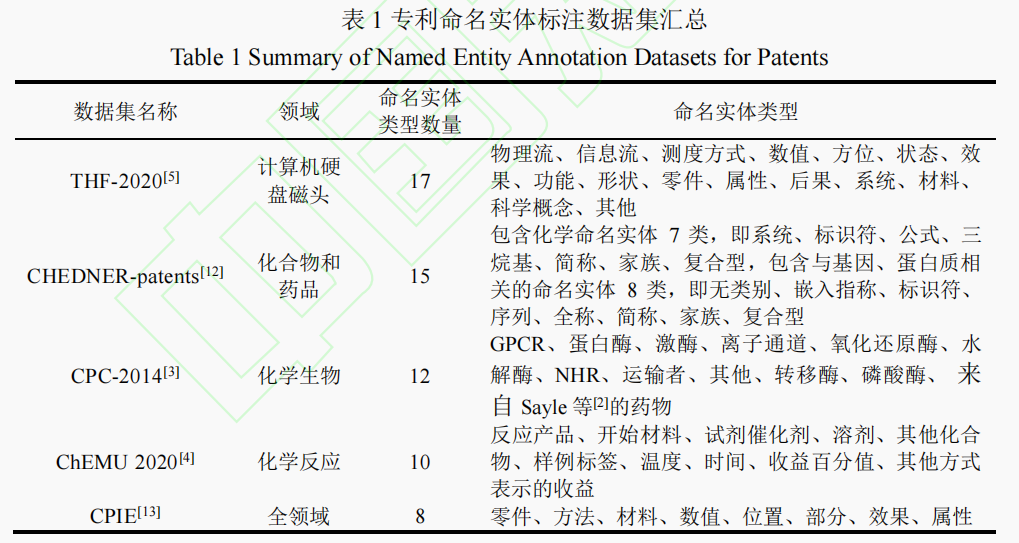 表 1 专利命名实体标注数据集汇总
Table 1 Summary of Named Entity Annotation Datasets for Patents
数据集名称 领域 命名实体类型数量 命名实体类型
THF-2020[5] 计算机硬盘磁头 17 物理流、信息流、测度方式、数值、方位、状态、效
果、功能、形状、零件、属性、后果、系统、材料、
科学概念、其他
CHEDNER-patents[12] 化合物和药品 15 包含化学命名实体 7 类，即系统、标识符、公式、三
烷基、简称、家族、复合型，包含与基因、蛋白质相
关的命名实体 8 类，即无类别、嵌入指称、标识符、
序列、全称、简称、家族、复合型
CPC-2014[3] 化学生物 12 GPCR、蛋白酶、激酶、离子通道、氧化还原酶、水
解酶、NHR、运输者、其他、转移酶、磷酸酶、 来
自 Sayle 等[2]的药物
ChEMU 2020[4] 化学反应 10 反应产品、开始材料、试剂催化剂、溶剂、其他化合
物、样例标签、温度、时间、收益百分值、其他方式
表示的收益
CPIE[13] 全领域 8 零件、方法、材料、数值、位置、部分、效果、属性